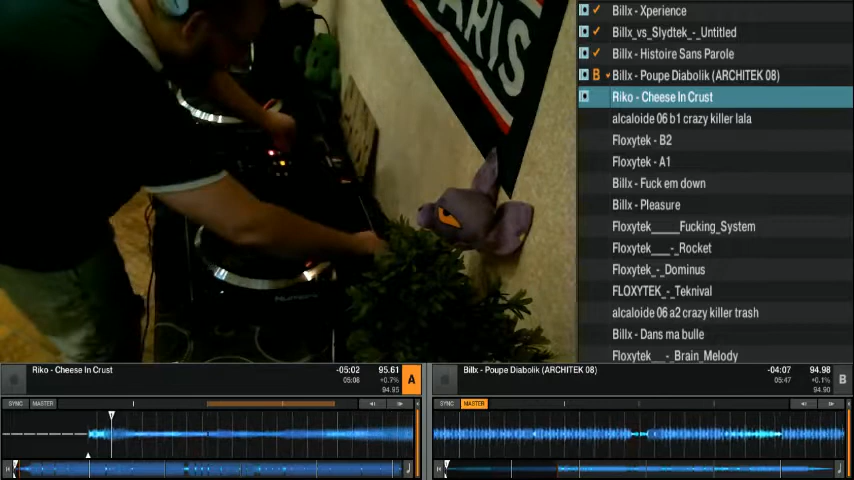 PARIS
Billx - Xperience
Billx_vs_Slydtek_-_Untitled
Billx - Histoire Sans Parole
B Billx - Poupe Diabolik (ARCHITEK 08)
Riko - Cheese In Crust
alcaloide 06 b1 crazy killer lala
Floxytek - B2
Floxytek - A1
Billx - Fuck em down
Billx - Pleasure
Floxytek_____Fucking_System
Floxytek___-_Rocket
Floxytek_-_Dominus
FLOXYTEK_-_Teknival
alcaloide 06 a2 crazy killer trash
Billx - Dans ma bulle
Floxytek__-_Brain_Melody
Riko - Cheese In Crust -05:02 95.61 A
05:08 +0.7%
94.95
SYNC MASTER
Billx - Poupe Diabolik (ARCHITEK 08) -04:07 94.98 B
05:47 +0.1%
94.90
SYNC MASTER